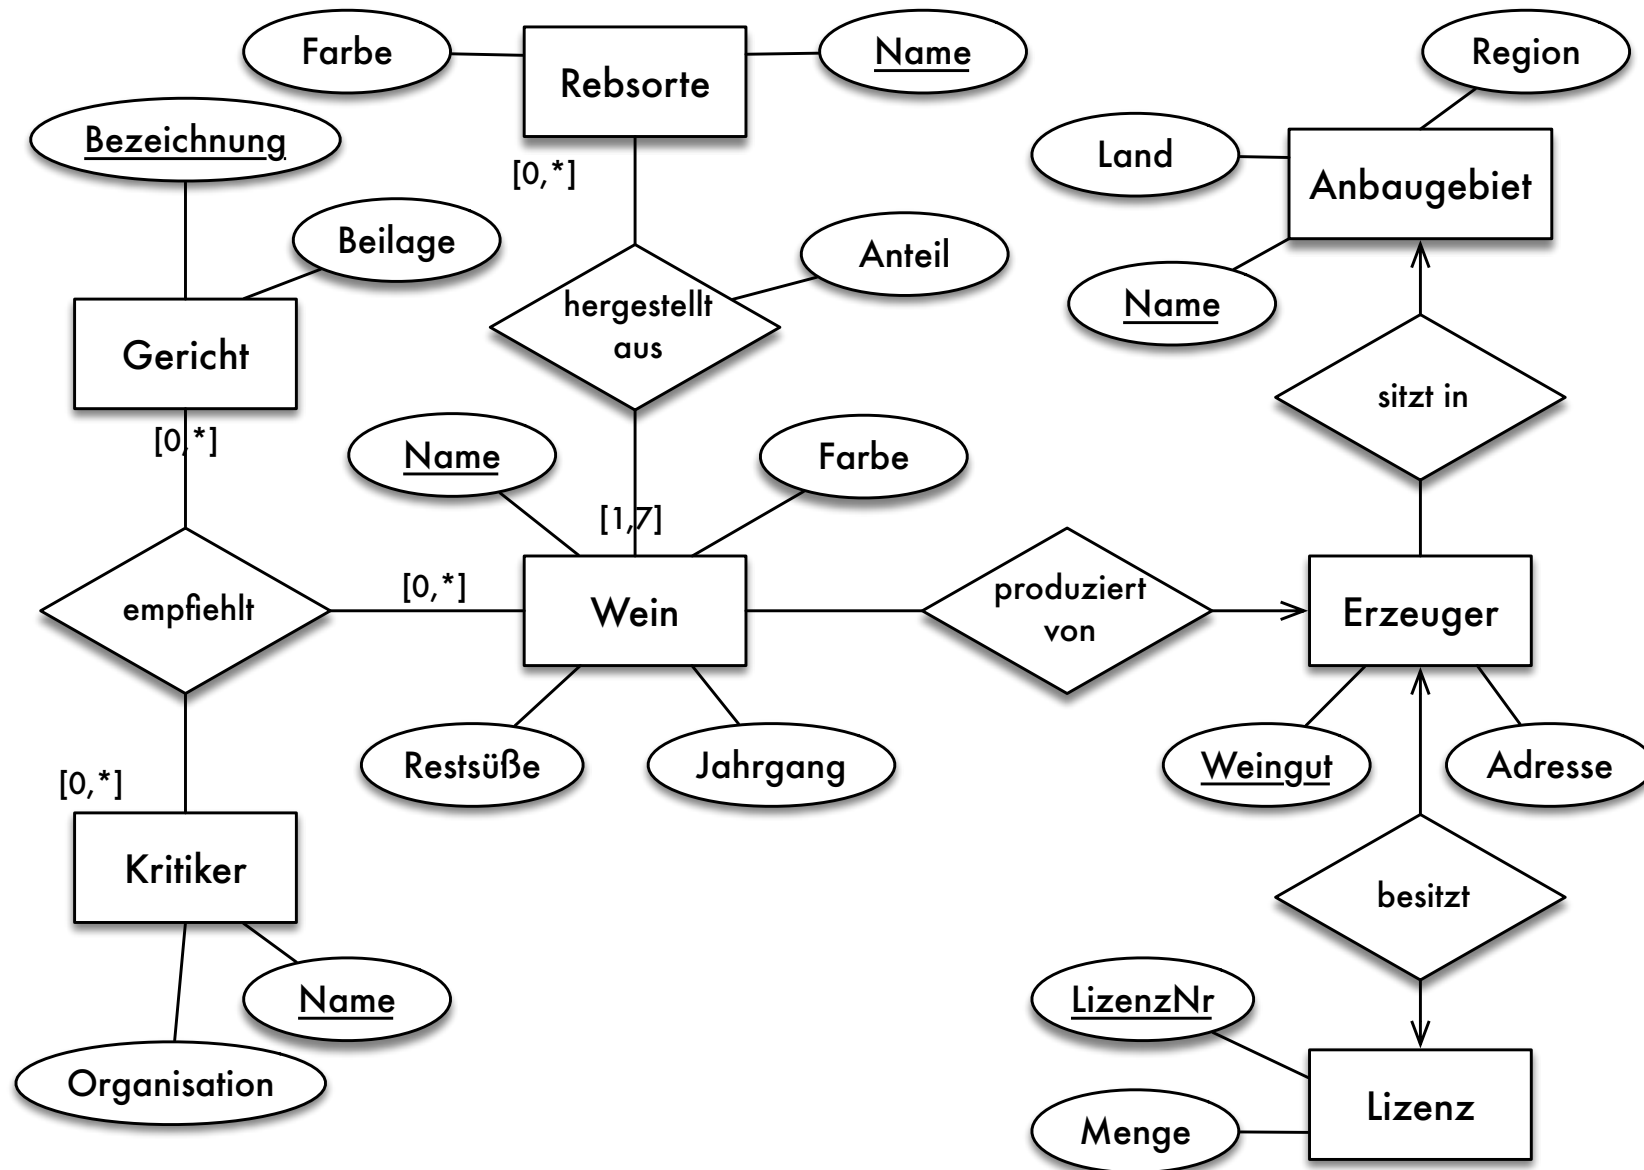 Farbe
Rebsorte
Name
Region
Bezeichnung
Land
Anbaugebiet
[0,*]
Beilage
Anteil
Name
hergestellt
aus
Gericht
sitzt in
[0,*]
Name
Farbe
[1,7]
empfiehlt
[0,*]
Wein
produziert
von
Erzeuger
Restsüße
Jahrgang
Weingut
Adresse
[0,*]
Kritiker
besitzt
Name
LizenzNr
Organisation
Lizenz
Menge